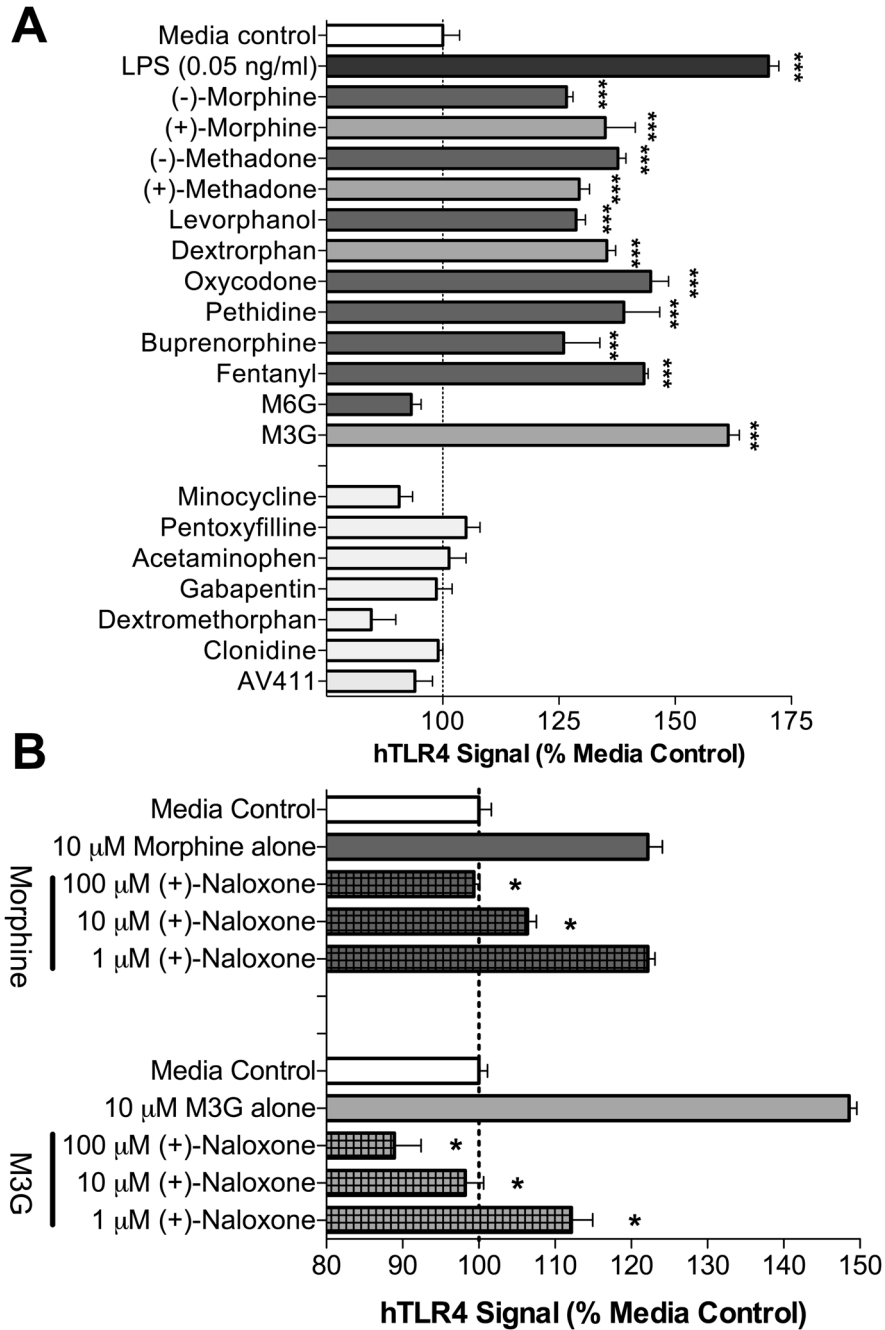 A
Media control
LPS (0.05 ng/ml) ***
(-)-Morphine ***
(+)-Morphine ***
(-)-Methadone ***
(+)-Methadone ***
Levorphanol ***
Dextrorphan ***
Oxycodone ***
Pethidine ***
Buprenorphine ***
Fentanyl ***
M6G
M3G ***
Minocycline
Pentoxyfilline
Acetaminophen
Gabapentin
Dextromethorphan
Clonidine
AV411
100 125 150 175
hTLR4 Signal (% Media Control)
B
Media Control
10 μM Morphine alone
Morphine
100 μM (+)-Naloxone *
10 μM (+)-Naloxone *
1 μM (+)-Naloxone
Media Control
10 μM M3G alone
M3G
100 μM (+)-Naloxone *
10 μM (+)-Naloxone *
1 μM (+)-Naloxone *
80 90 100 110 120 130 140 150
hTLR4 Signal (% Media Control)